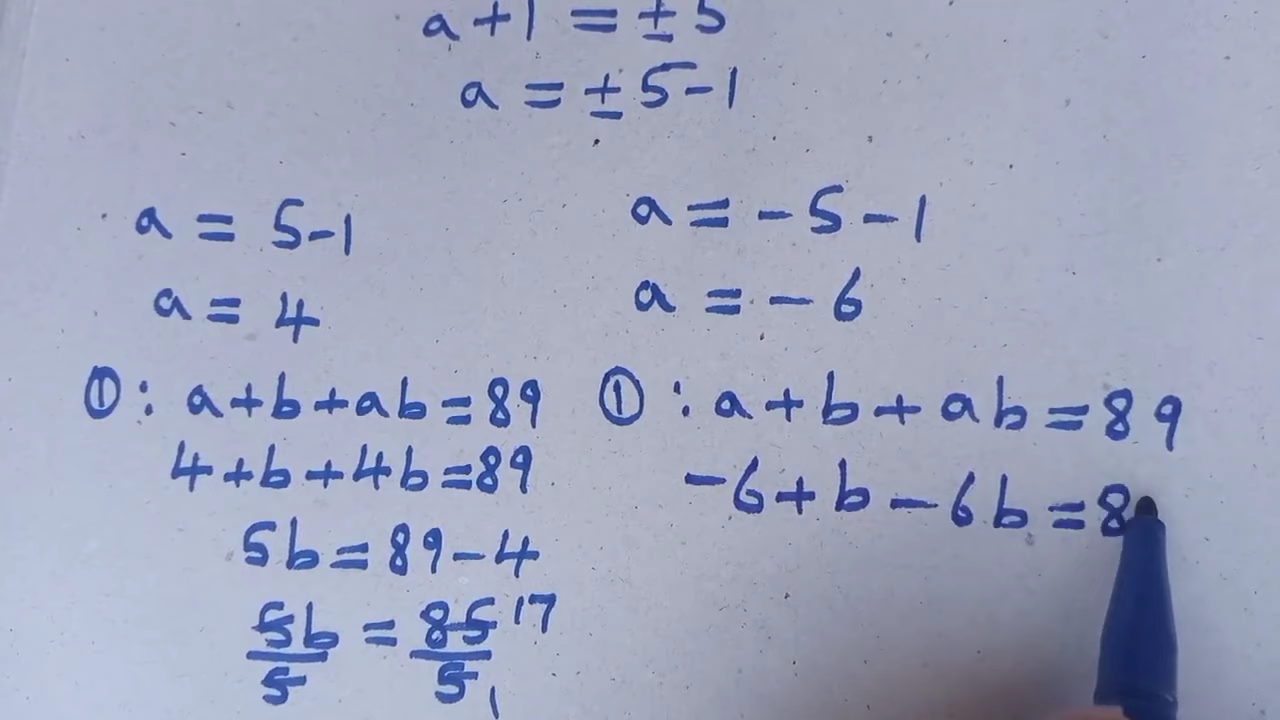 a+1=±5
a=±5-1
a=5-1
a=4
①: a+b+ab=89
4+b+4b=89
5b=89-4
5b/5=85/5 17 1
a=-5-1
a=-6
①: a+b+ab=89
-6+b-6b=8